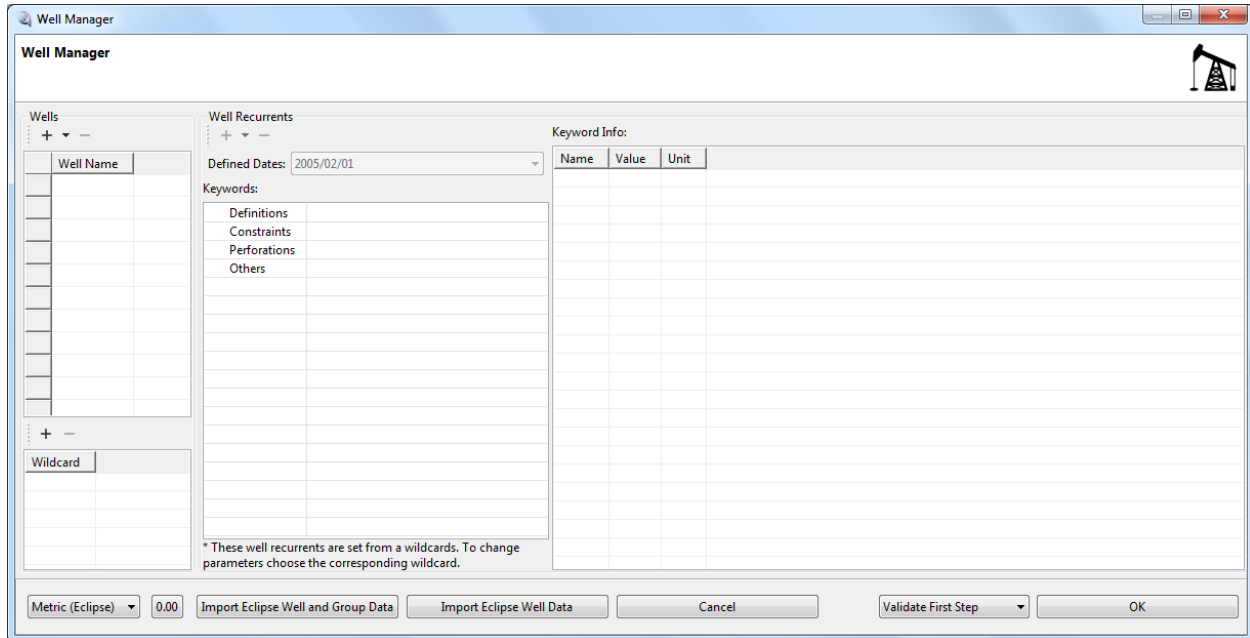 Well Manager
Well Manager
Wells
Well Recurrents
Keyword Info:
Well Name
Defined Dates: 2005/02/01
Name Value Unit
Keywords:
Definitions
Constraints
Perforations
Others
Wildcard
* These well recurrents are set from a wildcards. To change
parameters choose the corresponding wildcard.
Metric (Eclipse) 0.00 Import Eclipse Well and Group Data Import Eclipse Well Data Cancel Validate First Step OK